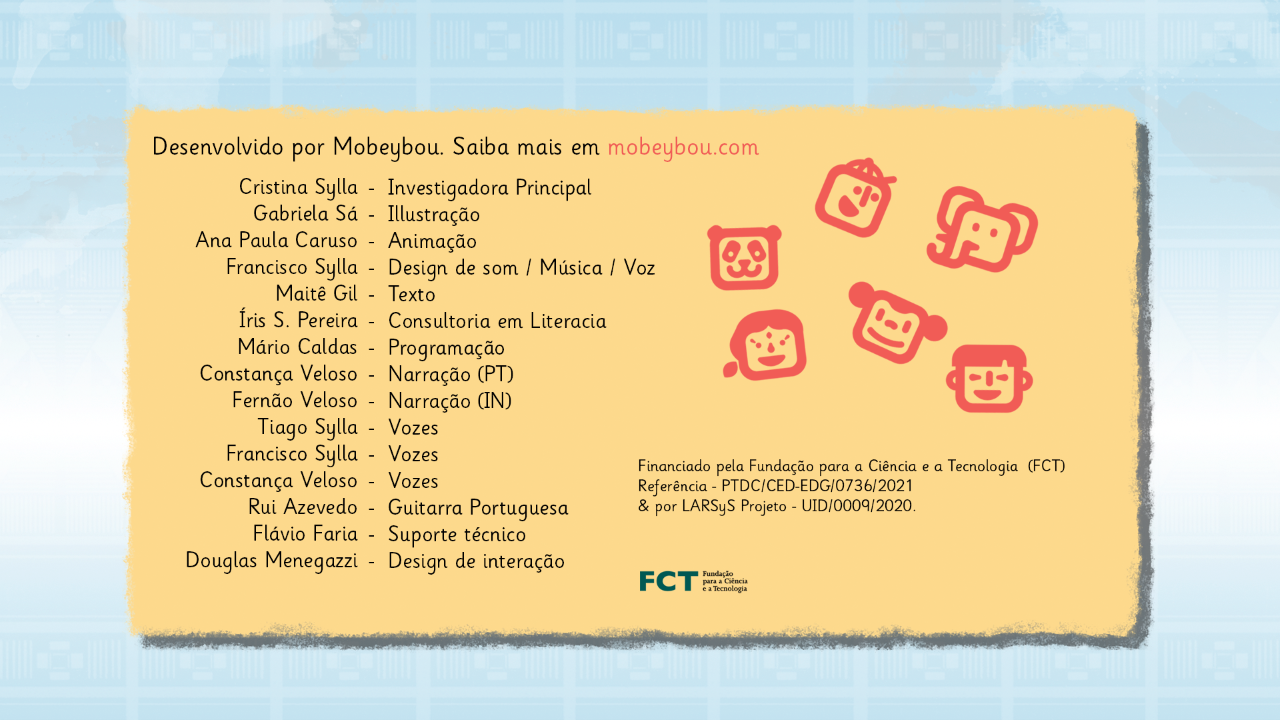 Desenvolvido por Mobeybou. Saiba mais em mobeybou.com
Cristina Sylla - Investigadora Principal
Gabriela Sá - Illustração
Ana Paula Caruso - Animação
Francisco Sylla - Design de som / Música / Voz
Maitê Gil - Texto
Íris S. Pereira - Consultoria em Literacia
Mário Caldas - Programação
Constança Veloso - Narração (PT)
Fernão Veloso - Narração (IN)
Tiago Sylla - Vozes
Francisco Sylla - Vozes
Constança Veloso - Vozes
Rui Azevedo - Guitarra Portuguesa
Flávio Faria - Suporte técnico
Douglas Menegazzi - Design de interação
Financiado pela Fundação para a Ciência e a Tecnologia (FCT)
Referência - PTDC/CED-EDG/0736/2021
& por LARSyS Projeto - UID/0009/2020.
FCT
Fundação
para a Ciência
e a Tecnologia